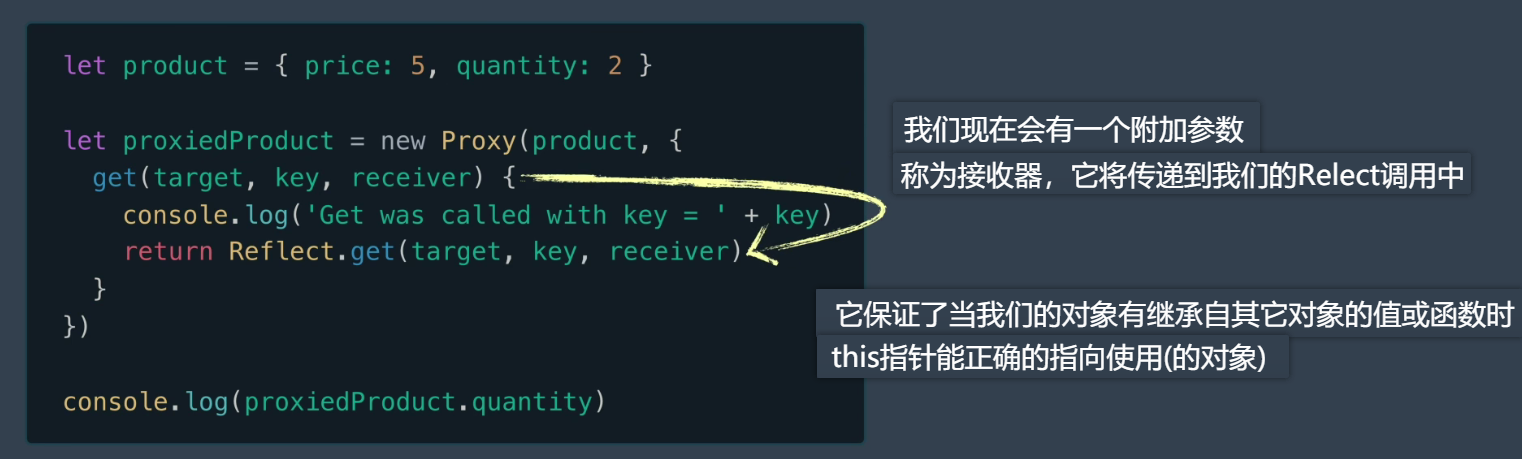 let product = { price: 5, quantity: 2 }
let proxiedProduct = new Proxy(product, {
get(target, key, receiver) {
console.log('Get was called with key = ' + key)
return Reflect.get(target, key, receiver)
}
})
console.log(proxiedProduct.quantity)
我们现在会有一个附加参数
称为接收器，它将传递到我们的Relect调用中
它保证了当我们的对象有继承自其它对象的值或函数时
this指针能正确的指向使用(的对象)